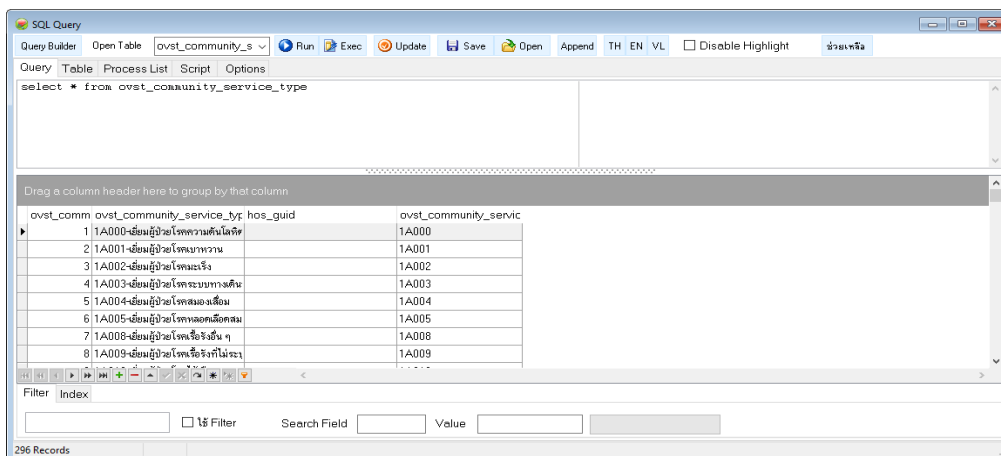 SQL Query
Query Builder Open Table ovst_community_s Run Exec Update Save Open Append TH EN VL Disable Highlight ช่วยเหลือ
Query Table Process List Script Options
select * from ovst_community_service_type
Drag a column header here to group by that column
ovst_comm ovst_community_service_typ hos_guid ovst_community_servic
1 1A000-เยี่ยมผู้ป่วยโรคความดันโลหิต 1A000
2 1A001-เยี่ยมผู้ป่วยโรคเบาหวาน 1A001
3 1A002-เยี่ยมผู้ป่วยโรคมะเร็ง 1A002
4 1A003-เยี่ยมผู้ป่วยโรคระบบทางเดิน 1A003
5 1A004-เยี่ยมผู้ป่วยโรคสมองเสื่อม 1A004
6 1A005-เยี่ยมผู้ป่วยโรคหลอดเลือดสม 1A005
7 1A008-เยี่ยมผู้ป่วยโรคเรื้อรังอื่น ๆ 1A008
8 1A009-เยี่ยมผู้ป่วยโรคเรื้อรังที่ไม่ระบุ 1A009
Filter Index
ใช้ Filter Search Field Value
296 Records